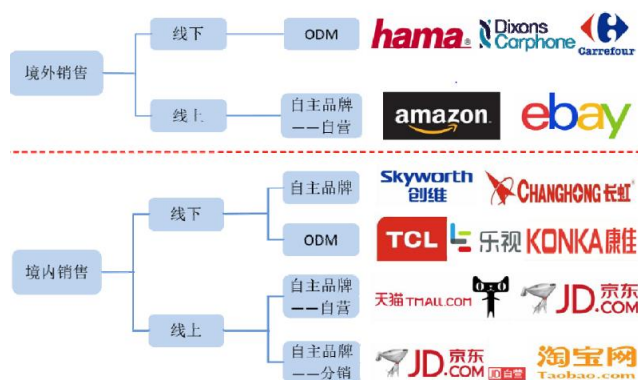 境外销售
线下
ODM
hama®
Dixons
Carphone
Carrefour
线上
自主品牌
——自营
amazon
ebay
境内销售
线下
自主品牌
Skyworth
创维
CHANGHONG 长虹®
ODM
TCL
乐视
KONKA 康佳
线上
自主品牌
——自营
天猫 TMALL.COM
JD.京东
.COM
自主品牌
——分销
JD.京东
.COM
JD自营
淘宝网
Taobao.com